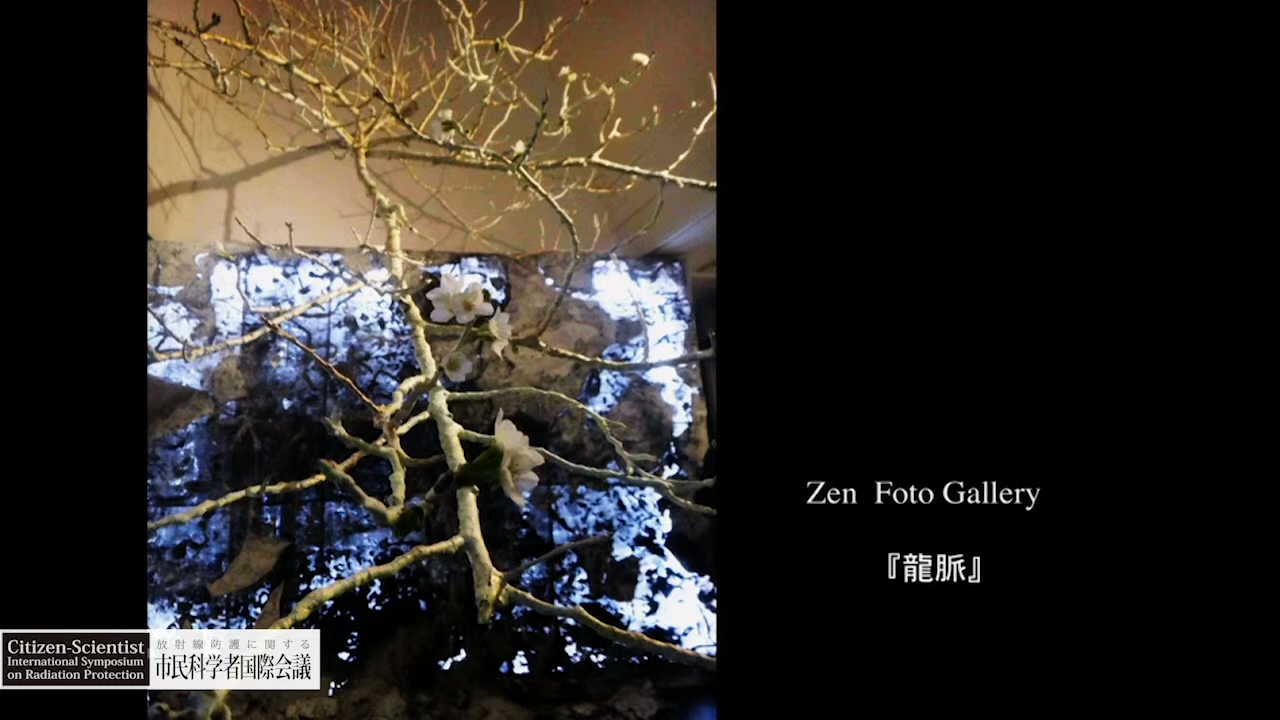 Zen Foto Gallery
『龍脈』
Citizen-Scientist
International Symposium
on Radiation Protection
放射線防護に関する
市民科学者国際会議